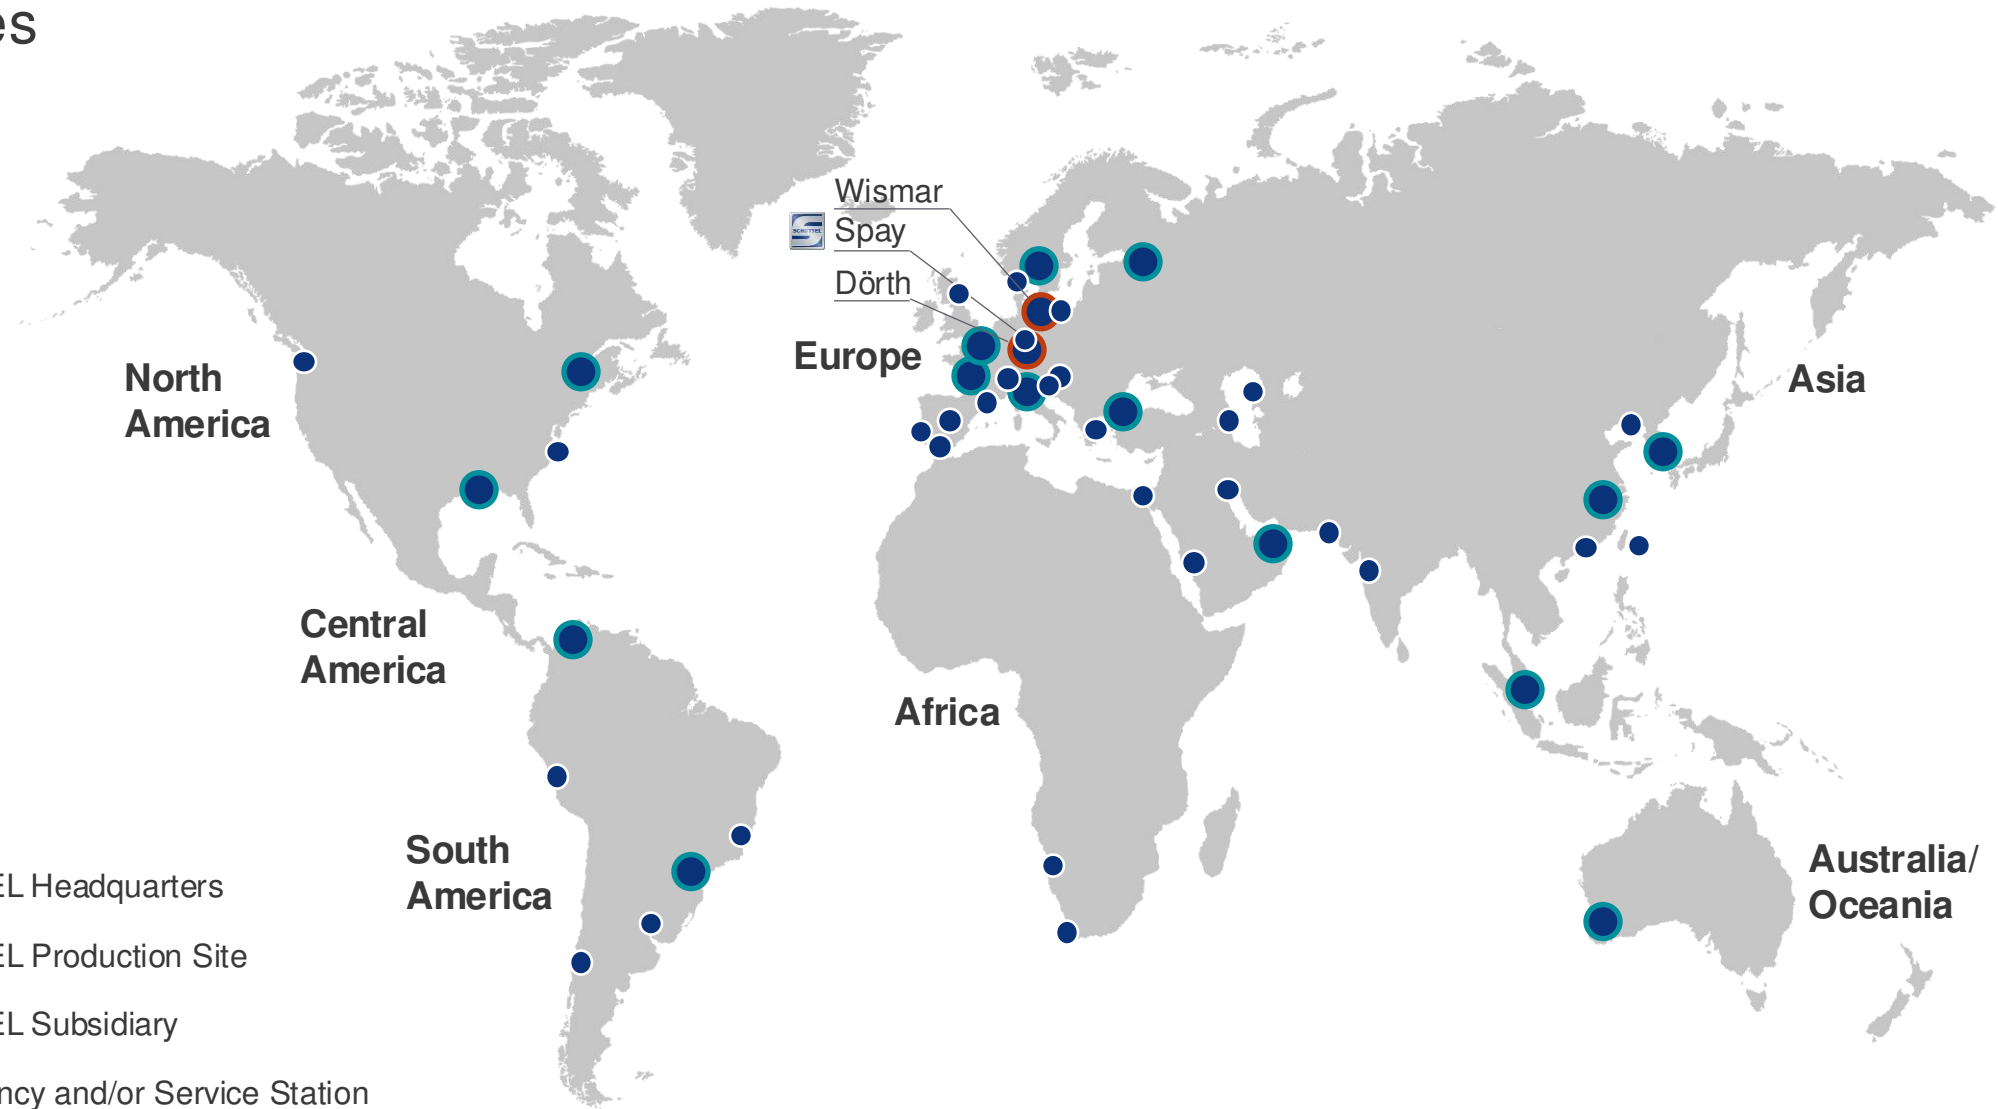 es
Wismar
SCHOTTEL
Spay
Dörth
Europe
North
America
Asia
Central
America
Africa
South
America
Australia/
Oceania
EL Headquarters
EL Production Site
EL Subsidiary
ncy and/or Service Station